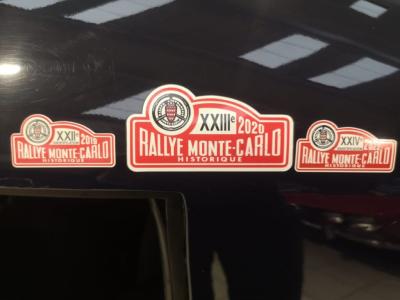 XXIIe 2019
RALLYE MONTE-CARLO
HISTORIQUE
XXIIIe 2020
RALLYE MONTE-CARLO
HISTORIQUE
XXIVe
RALLYE MONTE-CARLO
HISTORIQUE